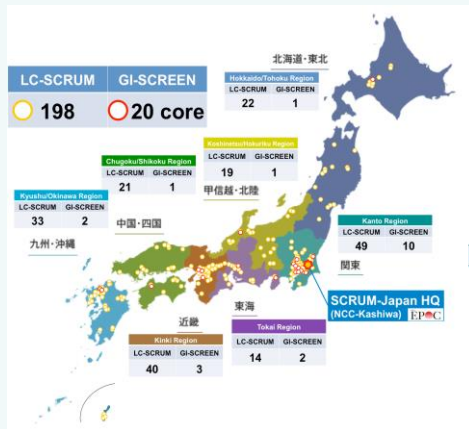 北海道・東北
Hokkaido/Tohoku Region
LC-SCRUM GI-SCREEN
22 1
LC-SCRUM GI-SCREEN
198 20 core
Koshinetsu/Hokuriku Region
LC-SCRUM GI-SCREEN
19 1
甲信越・北陸
Chugoku/Shikoku Region
LC-SCRUM GI-SCREEN
21 1
中国・四国
Kyushu/Okinawa Region
LC-SCRUM GI-SCREEN
33 2
九州・沖縄
Kanto Region
LC-SCRUM GI-SCREEN
49 10
関東
SCRUM-Japan HQ
(NCC-Kashiwa) EPOC
東海
Tokai Region
LC-SCRUM GI-SCREEN
14 2
近畿
Kinki Region
LC-SCRUM GI-SCREEN
40 3